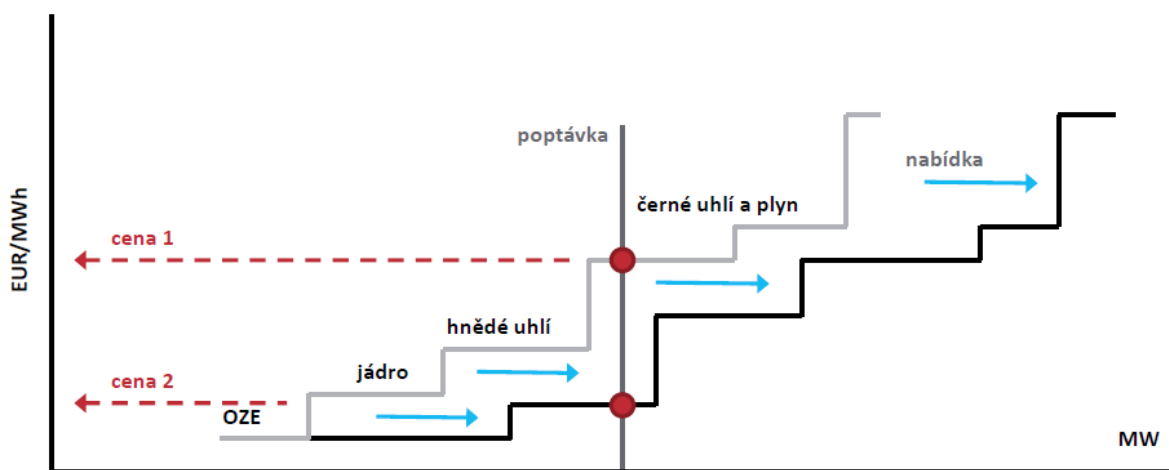 poptávka
nabídka
černé uhlí a plyn
cena 1
EUR/MWh
hnědé uhlí
jádro
cena 2
OZE
MW